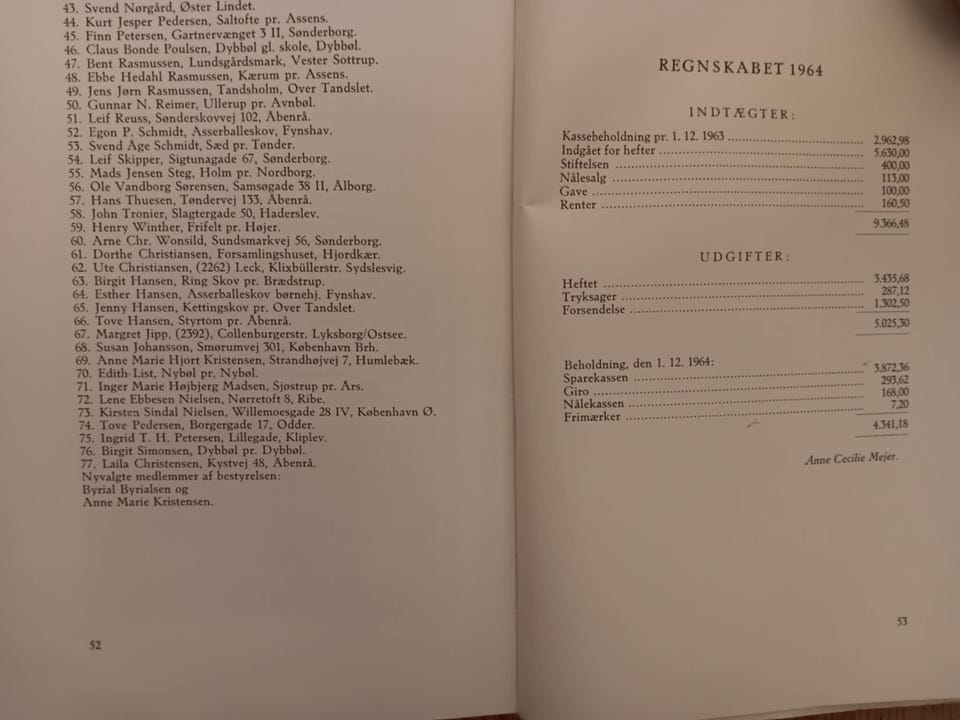 43. Svend Nørgård, Øster Lindet.
44. Kurt Jesper Pedersen, Saltofte pr. Assens.
45. Finn Petersen, Gartnervænget 3 II, Sønderborg.
46. Claus Bonde Poulsen, Dybbøl gl. skole, Dybbøl.
47. Bent Rasmussen, Lundsgårdsmark, Vester Sottrup.
48. Ebbe Hedahl Rasmussen, Kærum pr. Assens.
49. Jens Jørn Rasmussen, Tandsholm, Over Tandslet.
50. Gunnar N. Reimer, Ullerup pr. Avnbøl.
51. Leif Reuss, Sønderskovvej 102, Åbenrå.
52. Egon P. Schmidt, Asserballeskov, Fynshav.
53. Svend Åge Schmidt, Sæd pr. Tønder.
54. Leif Skipper, Sigtunagade 67, Sønderborg.
55. Mads Jensen Steg, Holm pr. Nordborg.
56. Ole Vandborg Sørensen, Samsøgade 38 II, Ålborg.
57. Hans Thuesen, Tøndervej 133, Åbenrå.
58. John Tronier, Slagtergade 50, Haderslev.
59. Henry Winther, Frifelt pr. Højer.
60. Arne Chr. Wonsild, Sundsmarkvej 56, Sønderborg.
61. Dorthe Christiansen, Forsamlingshuset, Hjordkær.
62. Ute Christiansen, (2262) Leck, Klixbüllerstr. Sydslesvig.
63. Birgit Hansen, Ring Skov pr. Brædstrup.
64. Esther Hansen, Asserballeskov børnehj. Fynshav.
65. Jenny Hansen, Kettingskov pr. Over Tandslet.
66. Tove Hansen, Styrtom pr. Åbenrå.
67. Margret Jipp, (2392), Collenburgerstr. Lyksborg/Ostsee.
68. Susan Johansson, Smørumvej 301, København Brh.
69. Anne Marie Hjort Kristensen, Strandhøjvej 7, Humlebæk.
70. Edith List, Nybøl pr. Nybøl.
71. Inger Marie Højbjerg Madsen, Sjøstrup pr. Ars.
72. Lene Ebbesen Nielsen, Nørretoft 8, Ribe.
73. Kirsten Sindal Nielsen, Willemoesgade 28 IV, København Ø.
74. Tove Pedersen, Borgergade 17, Odder.
75. Ingrid T. H. Petersen, Lillegade, Kliplev.
76. Birgit Simonsen, Dybbøl pr. Dybbøl.
77. Laila Christensen, Kystvej 48, Åbenrå.
Nyvalgte medlemmer af bestyrelsen:
Byrial Byrialsen og
Anne Marie Kristensen.
52
REGNSKABET 1964
INDTÆGTER:
Kassebeholdning pr. 1. 12. 1963 .......... 2.962,98
Indgået for hefter .......... 5.630,00
Stiftelsen .......... 400,00
Nålesalg .......... 113,00
Gave .......... 100,00
Renter .......... 160,50
9.366,48
UDGIFTER:
Heftet .......... 3.435,68
Tryksager .......... 287,12
Forsendelse .......... 1.302,50
5.025,30
Beholdning, den 1. 12. 1964:
Sparekassen .......... 3.872,36
Giro .......... 293,62
Nålekassen .......... 168,00
Frimærker .......... 7,20
4.341,18
Anne Cecilie Mejer.
53